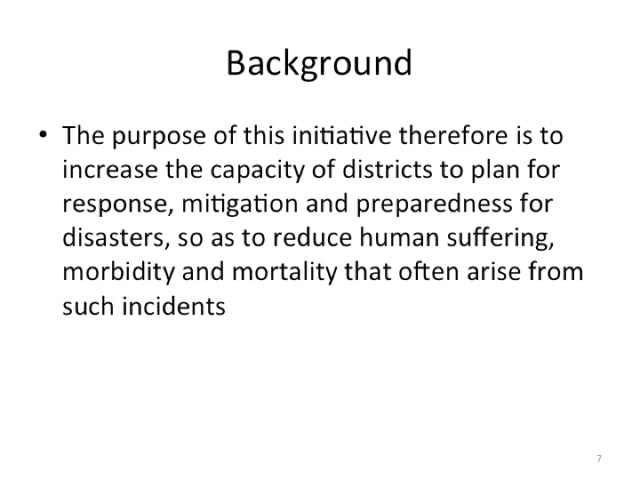 Background
• The purpose of this initiative therefore is to
increase the capacity of districts to plan for
response, mitigation and preparedness for
disasters, so as to reduce human suffering,
morbidity and mortality that often arise from
such incidents
7